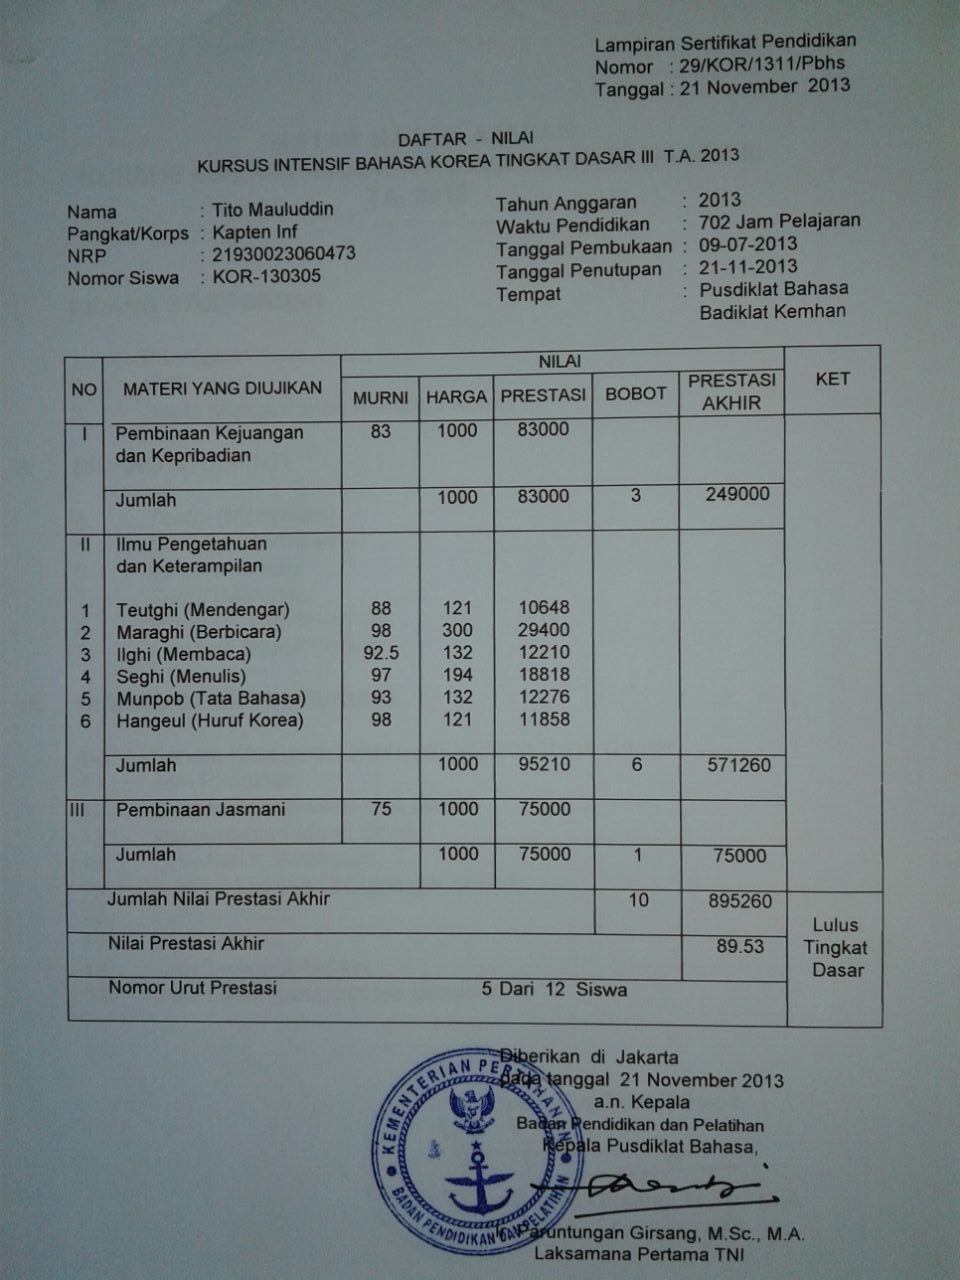 Lampiran Sertifikat Pendidikan
Nomor : 29/KOR/1311/Pbhs
Tanggal : 21 November 2013
DAFTAR - NILAI
KURSUS INTENSIF BAHASA KOREA TINGKAT DASAR III T.A. 2013
Nama : Tito Mauluddin
Pangkat/Korps : Kapten Inf
NRP : 21930023060473
Nomor Siswa : KOR-130305
Tahun Anggaran : 2013
Waktu Pendidikan : 702 Jam Pelajaran
Tanggal Pembukaan : 09-07-2013
Tanggal Penutupan : 21-11-2013
Tempat : Pusdiklat Bahasa
Badiklat Kemhan
NO MATERI YANG DIUJIKAN NILAI KET
MURNI HARGA PRESTASI BOBOT PRESTASI AKHIR
I Pembinaan Kejuangan 83 1000 83000
dan Kepribadian
Jumlah 1000 83000 3 249000
II Ilmu Pengetahuan
dan Keterampilan
1 Teutghi (Mendengar) 88 121 10648
2 Maraghi (Berbicara) 98 300 29400
3 Ilghi (Membaca) 92.5 132 12210
4 Seghi (Menulis) 97 194 18818
5 Munpob (Tata Bahasa) 93 132 12276
6 Hangeul (Huruf Korea) 98 121 11858
Jumlah 1000 95210 6 571260
III Pembinaan Jasmani 75 1000 75000
Jumlah 1000 75000 1 75000
Jumlah Nilai Prestasi Akhir 10 895260
Nilai Prestasi Akhir 89.53
Nomor Urut Prestasi 5 Dari 12 Siswa
Lulus
Tingkat
Dasar
Diberikan di Jakarta
pada tanggal 21 November 2013
a.n. Kepala
Badan Pendidikan dan Pelatihan
Kepala Pusdiklat Bahasa,
KEMENTERIAN PERTAHANAN
BADAN PENDIDIKAN DAN PELATIHAN
Paruntungan Girsang, M.Sc., M.A.
Laksamana Pertama TNI